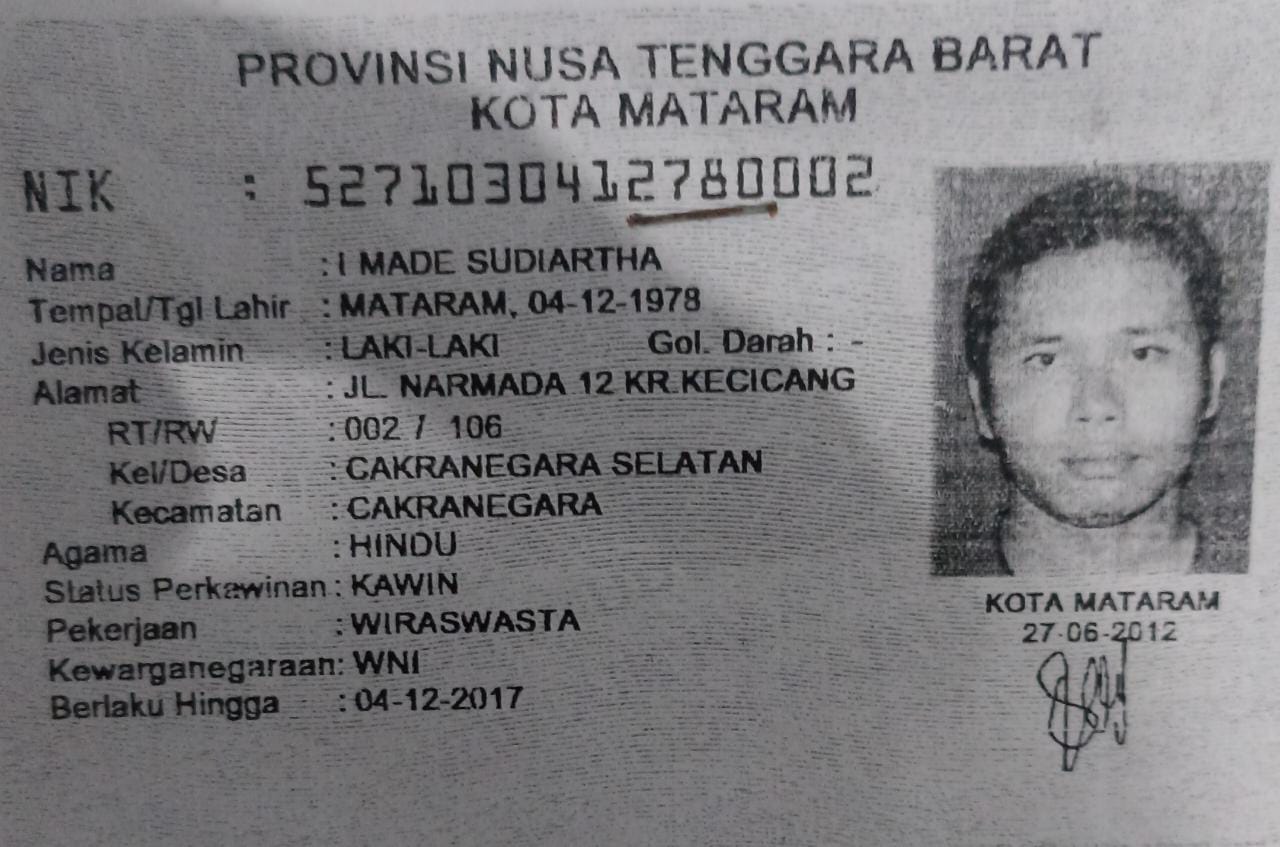 PROVINSI NUSA TENGGARA BARAT
KOTA MATARAM
NIK : 5271030412780002
Nama : I MADE SUDIARTHA
Tempat/Tgl Lahir : MATARAM, 04-12-1978
Jenis Kelamin : LAKI-LAKI Gol. Darah : -
Alamat : JL. NARMADA 12 KR.KECICANG
RT/RW : 002 / 106
Kel/Desa : CAKRANEGARA SELATAN
Kecamatan : CAKRANEGARA
Agama : HINDU
Status Perkawinan : KAWIN
Pekerjaan : WIRASWASTA
Kewarganegaraan : WNI
Berlaku Hingga : 04-12-2017
KOTA MATARAM
27-06-2012